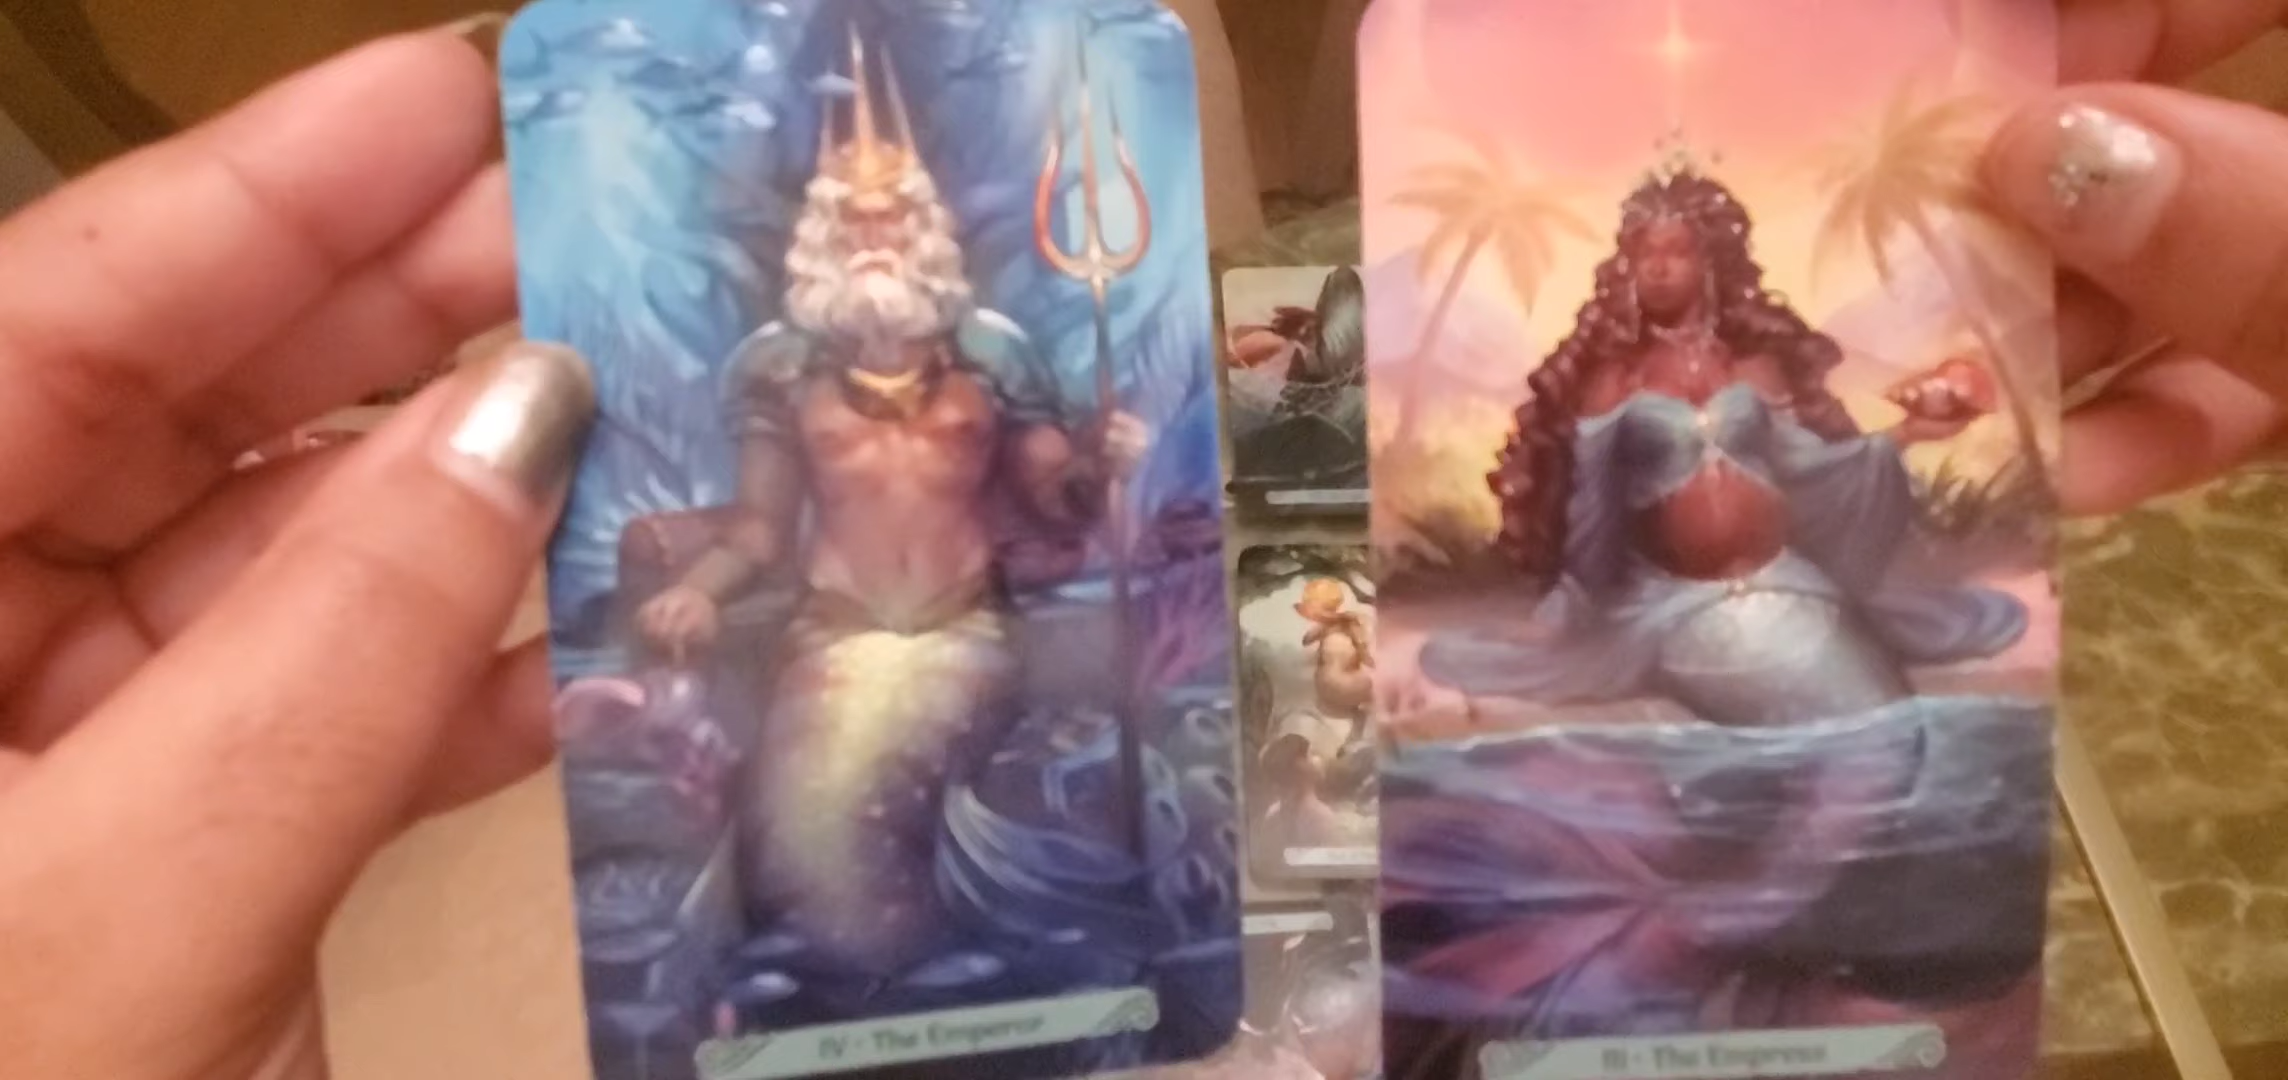 IV - The Emperor
III - The Empress